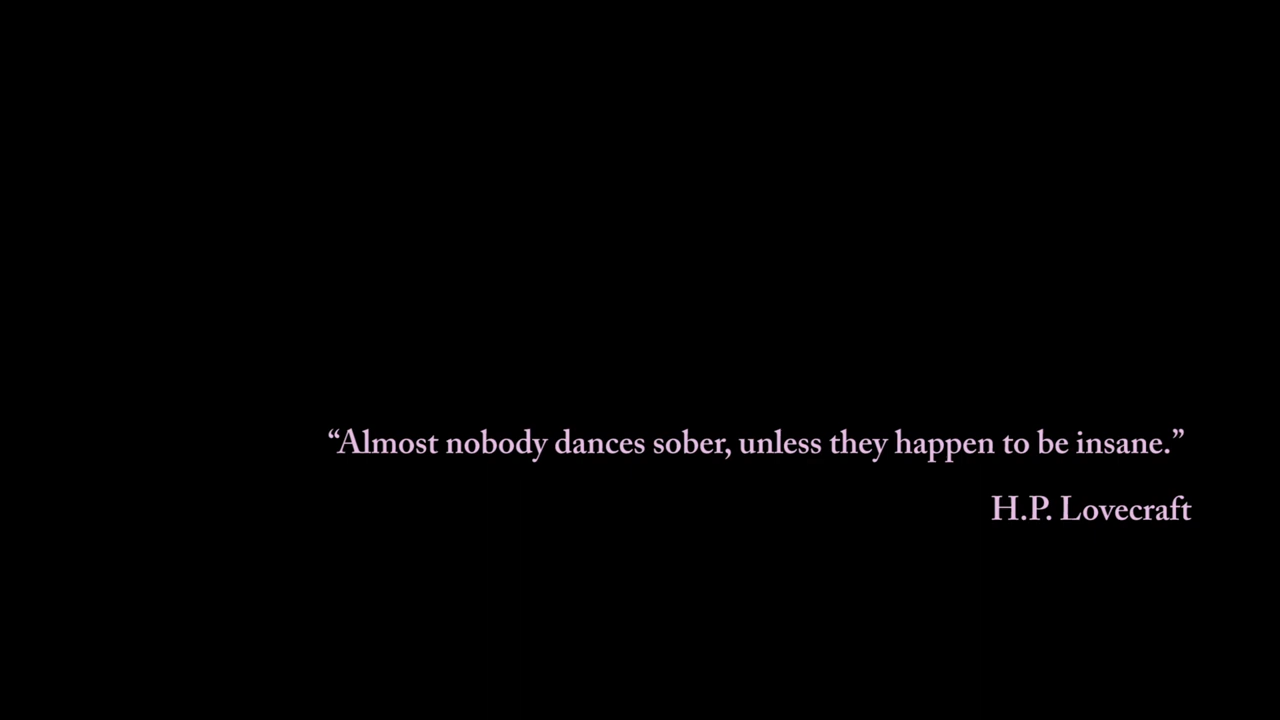 “Almost nobody dances sober, unless they happen to be insane.”
H.P. Lovecraft